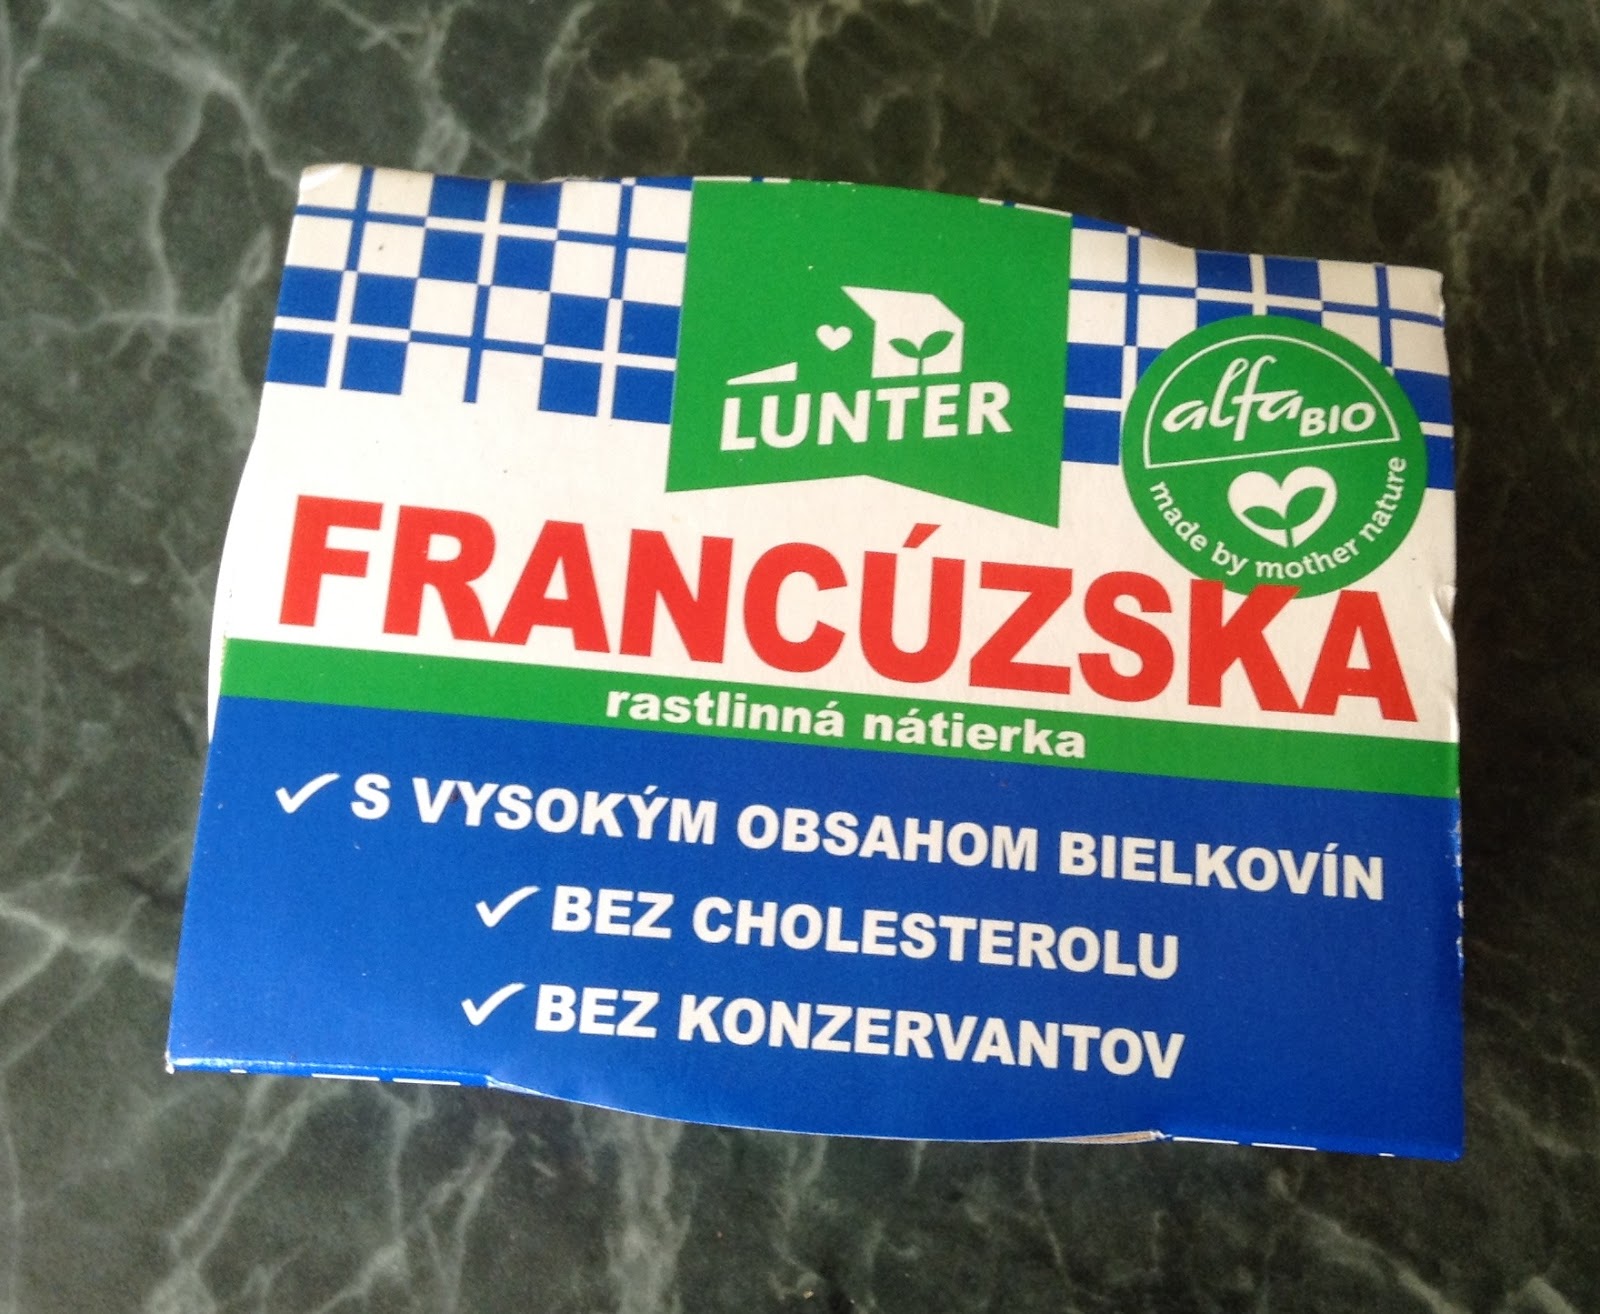 LUNTER
alfa BIO
made by mother nature
FRANCÚZSKA
rastlinná nátierka
✓ S VYSOKÝM OBSAHOM BIELKOVÍN
✓ BEZ CHOLESTEROLU
✓ BEZ KONZERVANTOV